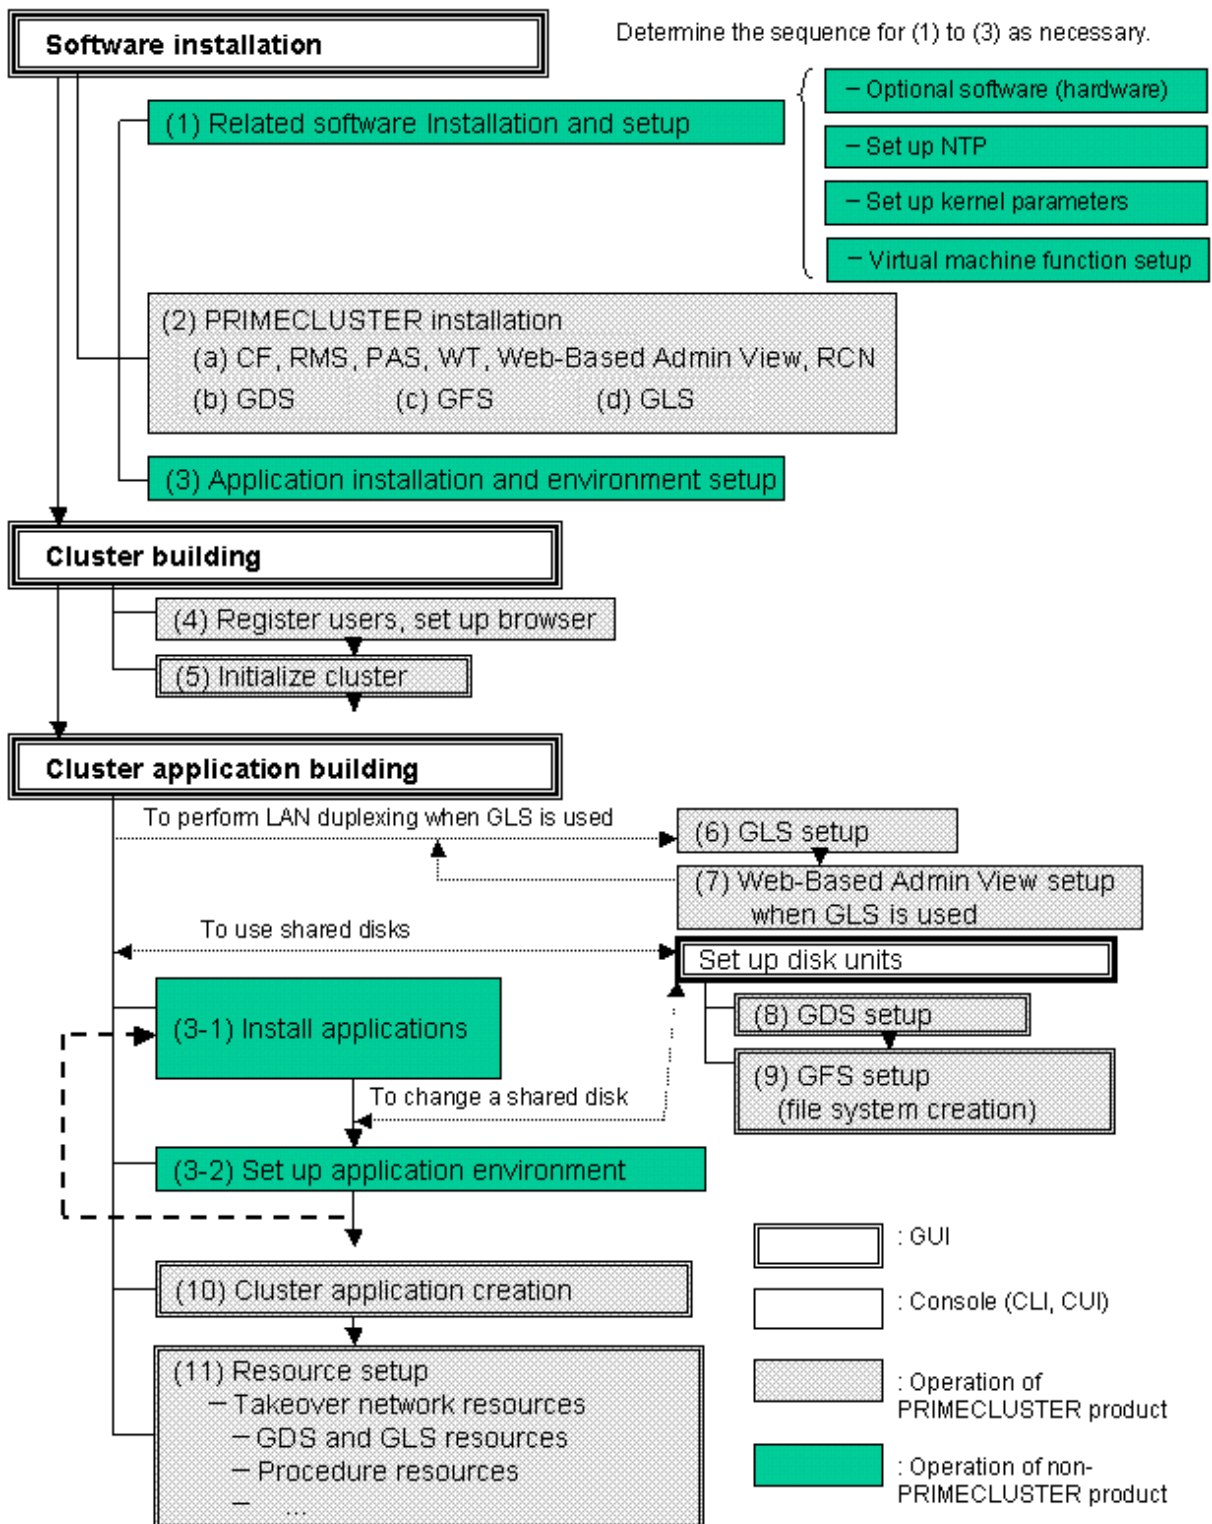 Software installation
Determine the sequence for (1) to (3) as necessary.
(1) Related software Installation and setup
– Optional software (hardware)
– Set up NTP
– Set up kernel parameters
– Virtual machine function setup
(2) PRIMECLUSTER installation
(a) CF, RMS, PAS, WT, Web-Based Admin View, RCN
(b) GDS (c) GFS (d) GLS
(3) Application installation and environment setup
Cluster building
(4) Register users, set up browser
(5) Initialize cluster
Cluster application building
To perform LAN duplexing when GLS is used
(6) GLS setup
(7) Web-Based Admin View setup
when GLS is used
To use shared disks
Set up disk units
(8) GDS setup
(9) GFS setup
(file system creation)
(3-1) Install applications
To change a shared disk
(3-2) Set up application environment
(10) Cluster application creation
(11) Resource setup
– Takeover network resources
– GDS and GLS resources
– Procedure resources
– ...
: GUI
: Console (CLI, CUI)
: Operation of
PRIMECLUSTER product
: Operation of non-
PRIMECLUSTER product